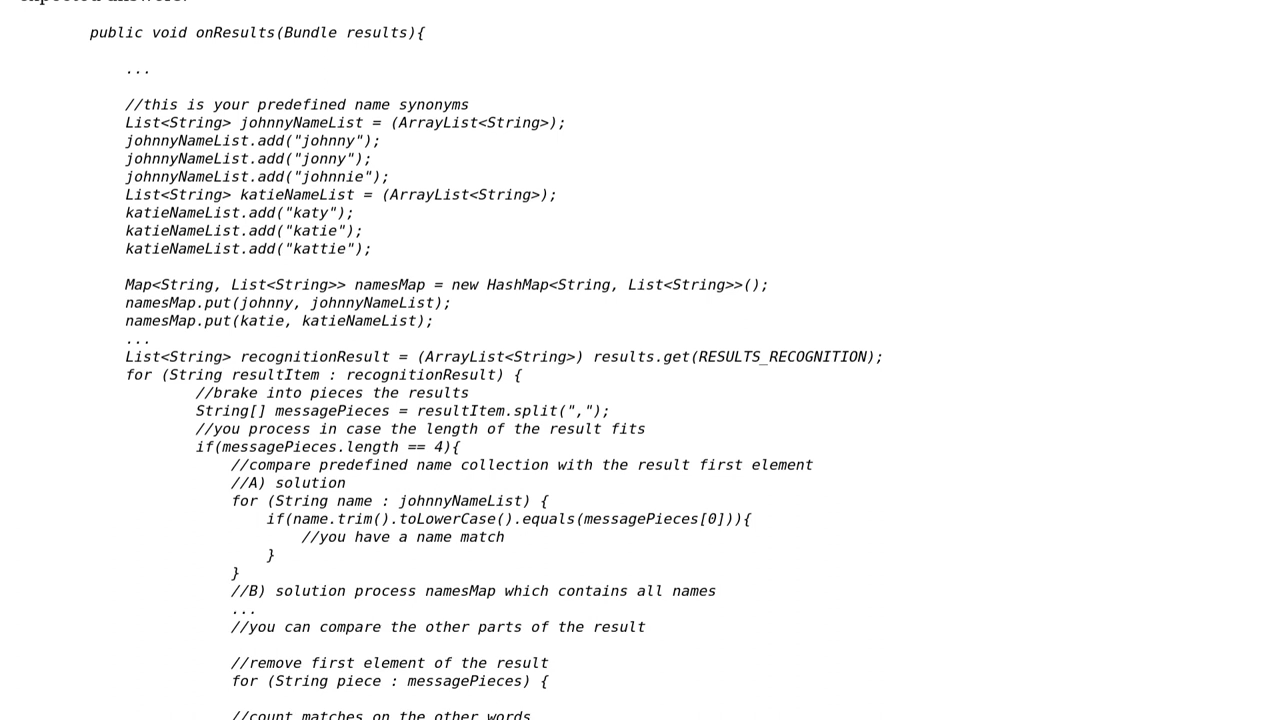 expected answers.
public void onResults(Bundle results){
...
//this is your predefined name synonyms
List<String> johnnyNameList = (ArrayList<String>);
johnnyNameList.add("johnny");
johnnyNameList.add("jonny");
johnnyNameList.add("johnnie");
List<String> katieNameList = (ArrayList<String>);
katieNameList.add("katy");
katieNameList.add("katie");
katieNameList.add("kattie");
Map<String, List<String>> namesMap = new HashMap<String, List<String>>();
namesMap.put(johnny, johnnyNameList);
namesMap.put(katie, katieNameList);
...
List<String> recognitionResult = (ArrayList<String>) results.get(RESULTS_RECOGNITION);
for (String resultItem : recognitionResult) {
//brake into pieces the results
String[] messagePieces = resultItem.split(",");
//you process in case the length of the result fits
if(messagePieces.length == 4){
//compare predefined name collection with the result first element
//A) solution
for (String name : johnnyNameList) {
if(name.trim().toLowerCase().equals(messagePieces[0])){
//you have a name match
}
}
//B) solution process namesMap which contains all names
...
//you can compare the other parts of the result
//remove first element of the result
for (String piece : messagePieces) {
//count matches on the other words